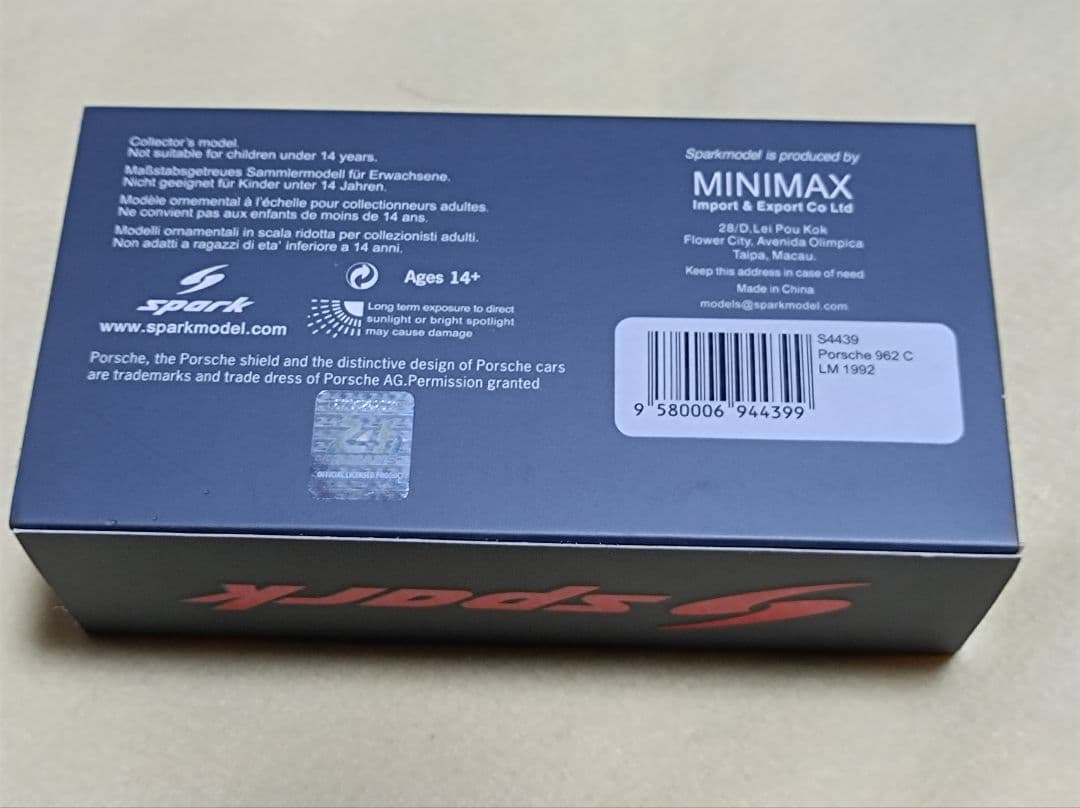 Collector's model.
Not suitable for children under 14 years.
Maßstabsgetreues Sammlermodell für Erwachsene.
Nicht geeignet für Kinder unter 14 Jahren.
Modèle ornemental à l'échelle pour collectionneurs adultes.
Ne convient pas aux enfants de moins de 14 ans.
Modelli ornamentali in scala ridotta per collezionisti adulti.
Non adatti a ragazzi di eta' inferiore a 14 anni.
spark
www.sparkmodel.com
Ages 14+
Long term exposure to direct
sunlight or bright spotlight
may cause damage
Porsche, the Porsche shield and the distinctive design of Porsche cars
are trademarks and trade dress of Porsche AG.Permission granted
24
OFFICIAL LICENSED PRODUCT
Sparkmodel is produced by
MINIMAX
Import & Export Co Ltd
28/D,Lei Pou Kok
Flower City, Avenida Olimpica
Taipa, Macau.
Keep this address in case of need
Made in China
models@sparkmodel.com
S4439
Porsche 962 C
LM 1992
9 580006 944399
spark